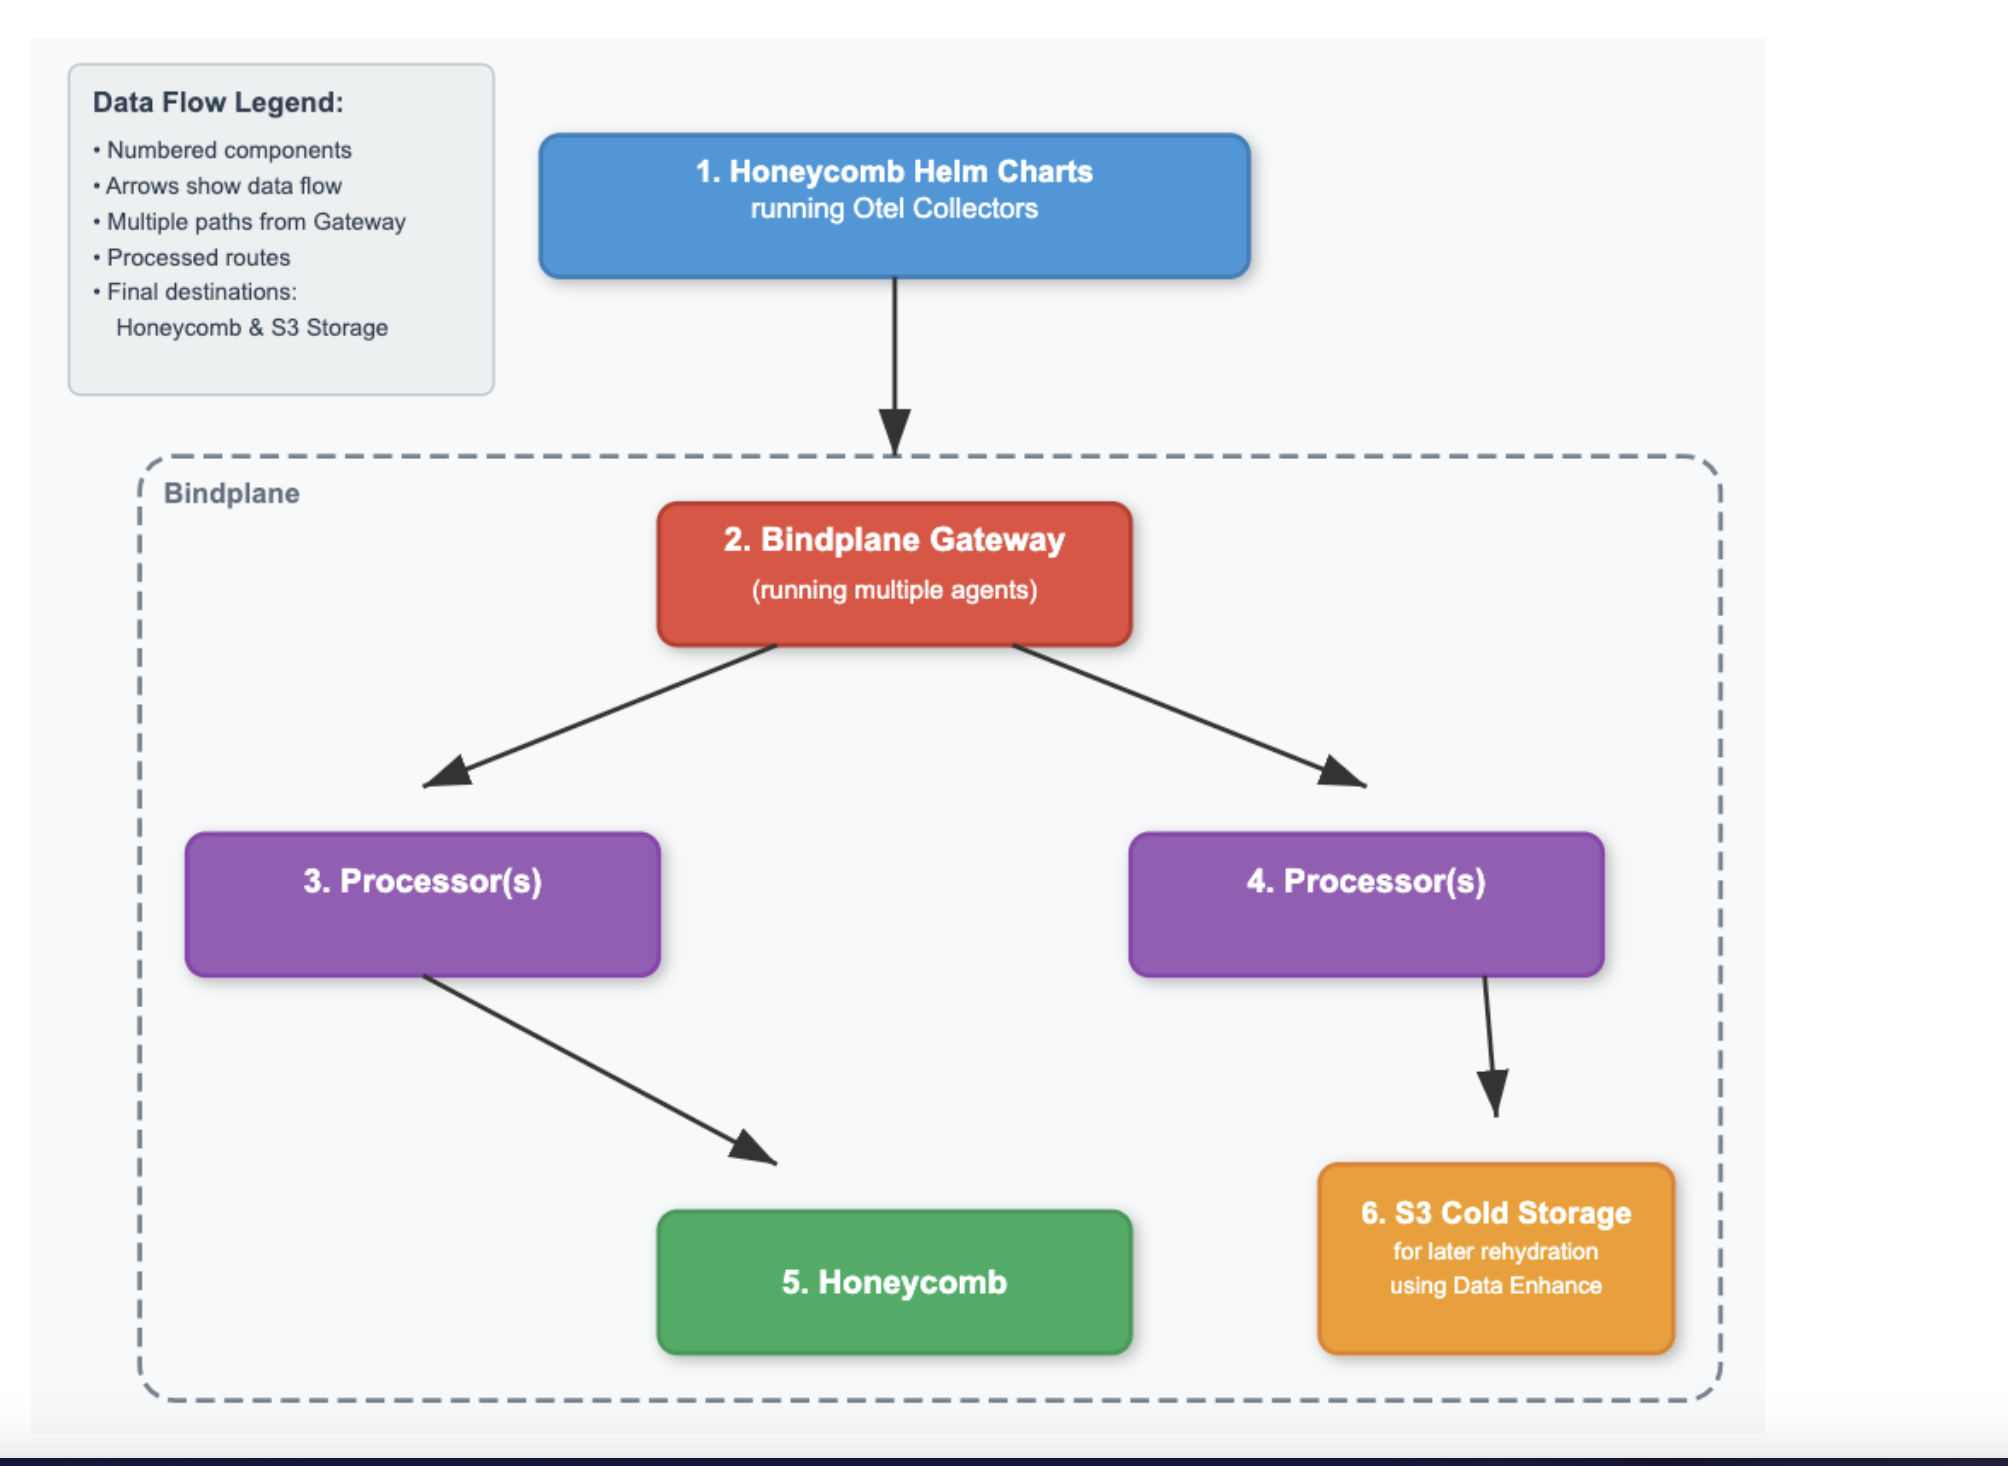 Data Flow Legend:
• Numbered components
• Arrows show data flow
• Multiple paths from Gateway
• Processed routes
• Final destinations:
Honeycomb & S3 Storage
1. Honeycomb Helm Charts
running Otel Collectors
Bindplane
2. Bindplane Gateway
(running multiple agents)
3. Processor(s)
4. Processor(s)
5. Honeycomb
6. S3 Cold Storage
for later rehydration
using Data Enhance